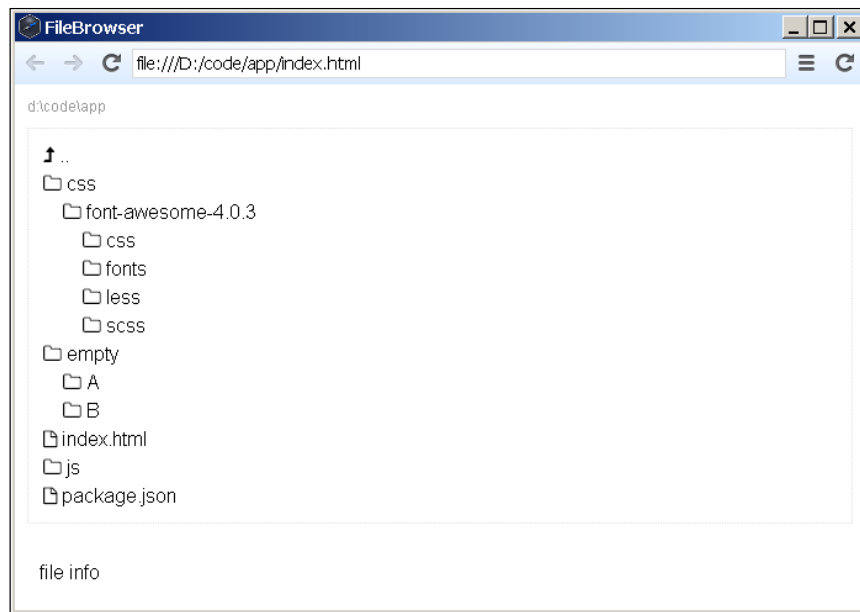 FileBrowser
file:///D:/code/app/index.html
d:\code\app
..
css
font-awesome-4.0.3
css
fonts
less
scss
empty
A
B
index.html
js
package.json
file info